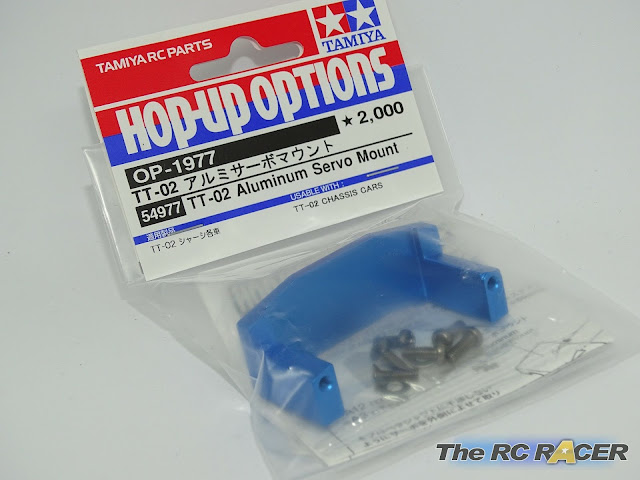 TAMIYA RC PARTS
TAMIYA
HOP-UP OPTIONS
OP-1977
★ 2,000
TT-02 アルミサーボマウント
54977 TT-02 Aluminum Servo Mount
適用製品
USABLE WITH :
TT-02 シャーシ各車
TT-02 CHASSIS CARS
The RC RACER